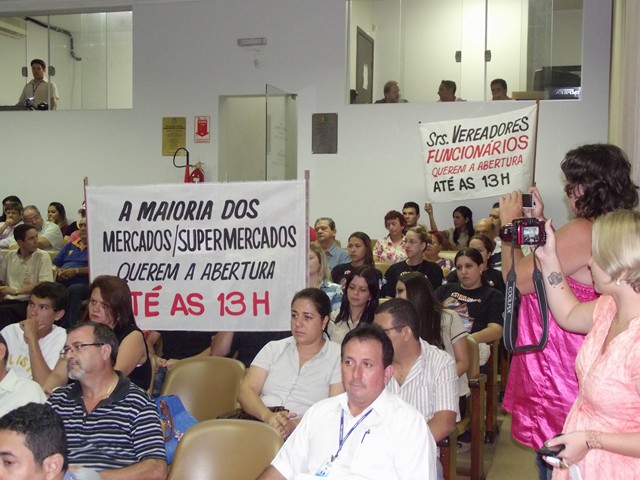 A MAIORIA DOS
MERCADOS/SUPERMERCADOS
QUEREM A ABERTURA
ATÉ AS 13 H
Srs. VEREADORES
FUNCIONÁRIOS
QUEREM A ABERTURA
ATÉ AS 13H